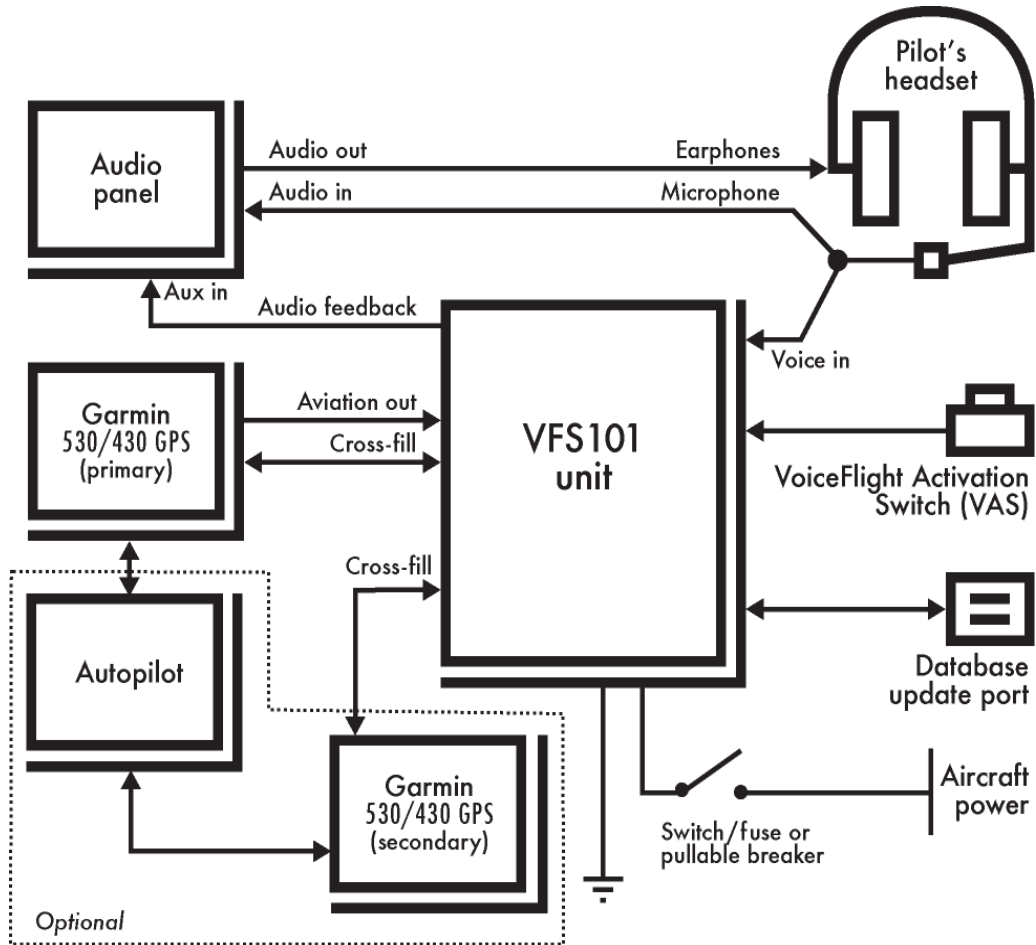 Pilot's
headset
Audio
panel
Audio out
Earphones
Audio in
Microphone
Aux in
Audio feedback
Voice in
Garmin
530/430 GPS
(primary)
Aviation out
Cross-fill
VFS101
unit
VoiceFlight Activation
Switch (VAS)
Cross-fill
Autopilot
Database
update port
Garmin
530/430 GPS
(secondary)
Aircraft
power
Switch/fuse or
pullable breaker
Optional